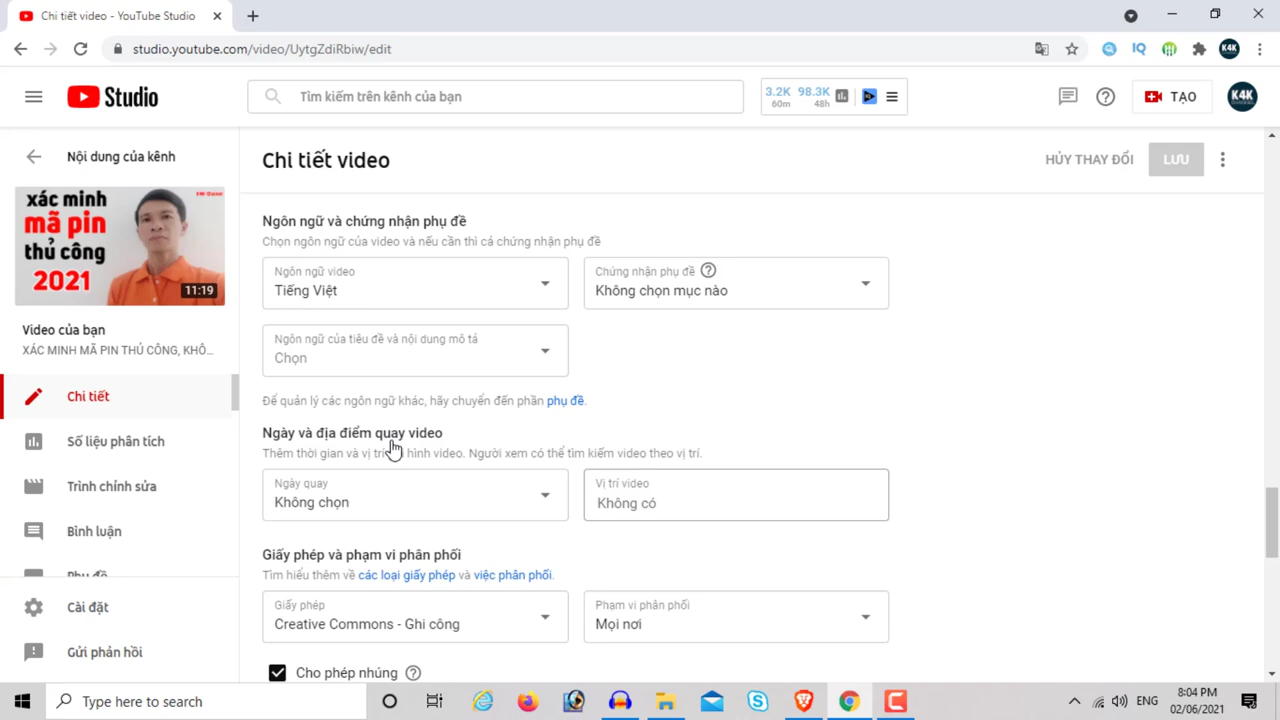 Chi tiết video - YouTube Studio
studio.youtube.com/video/UytgZdiRbiw/edit
IQ
K4K
Studio
Tìm kiếm trên kênh của bạn
3.2K 98.3K
60m 48h
TẠO
K4K
Nội dung của kênh
Chi tiết video
HỦY THAY ĐỔI
LƯU
xác minh
mã pin
thủ công
2021
11:19
Video của bạn
XÁC MINH MÃ PIN THỦ CÔNG, KHÔ...
Chi tiết
Số liệu phân tích
Trình chỉnh sửa
Bình luận
Phụ đề
Cài đặt
Gửi phản hồi
Ngôn ngữ và chứng nhận phụ đề
Chọn ngôn ngữ của video và nếu cần thì cả chứng nhận phụ đề
Ngôn ngữ video
Tiếng Việt
Chứng nhận phụ đề
Không chọn mục nào
Ngôn ngữ của tiêu đề và nội dung mô tả
Chọn
Để quản lý các ngôn ngữ khác, hãy chuyển đến phần phụ đề.
Ngày và địa điểm quay video
Thêm thời gian và vị trí hình video. Người xem có thể tìm kiếm video theo vị trí.
Ngày quay
Không chọn
Vị trí video
Không có
Giấy phép và phạm vi phân phối
Tìm hiểu thêm về các loại giấy phép và việc phân phối.
Giấy phép
Creative Commons - Ghi công
Phạm vi phân phối
Mọi nơi
Cho phép nhúng
Type here to search
ENG
8:04 PM
02/06/2021